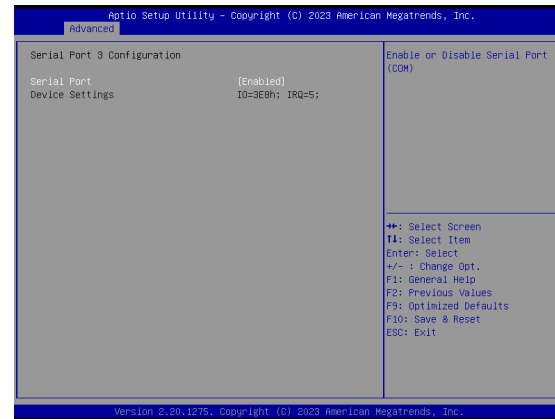 Aptio Setup Utility – Copyright (C) 2023 American Megatrends, Inc.
Advanced
Serial Port 3 Configuration
Serial Port [Enabled]
Device Settings IO=3E8h; IRQ=5;
Enable or Disable Serial Port
(COM)
→←: Select Screen
↑↓: Select Item
Enter: Select
+/- : Change Opt.
F1: General Help
F2: Previous Values
F9: Optimized Defaults
F10: Save & Reset
ESC: Exit
Version 2.20.1275. Copyright (C) 2023 American Megatrends, Inc.